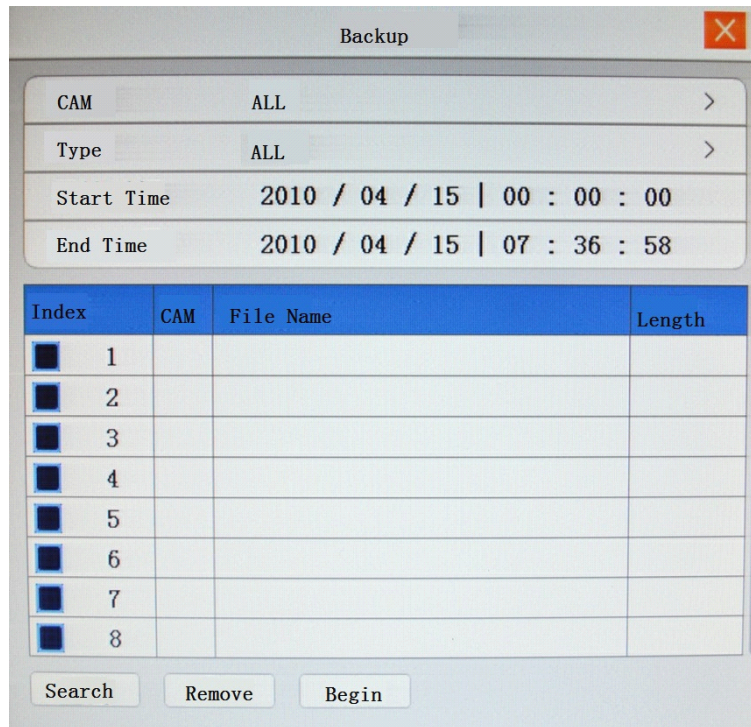 Backup
CAM ALL >
Type ALL >
Start Time 2010 / 04 / 15 | 00 : 00 : 00
End Time 2010 / 04 / 15 | 07 : 36 : 58
Index CAM File Name Length
1
2
3
4
5
6
7
8
Search Remove Begin